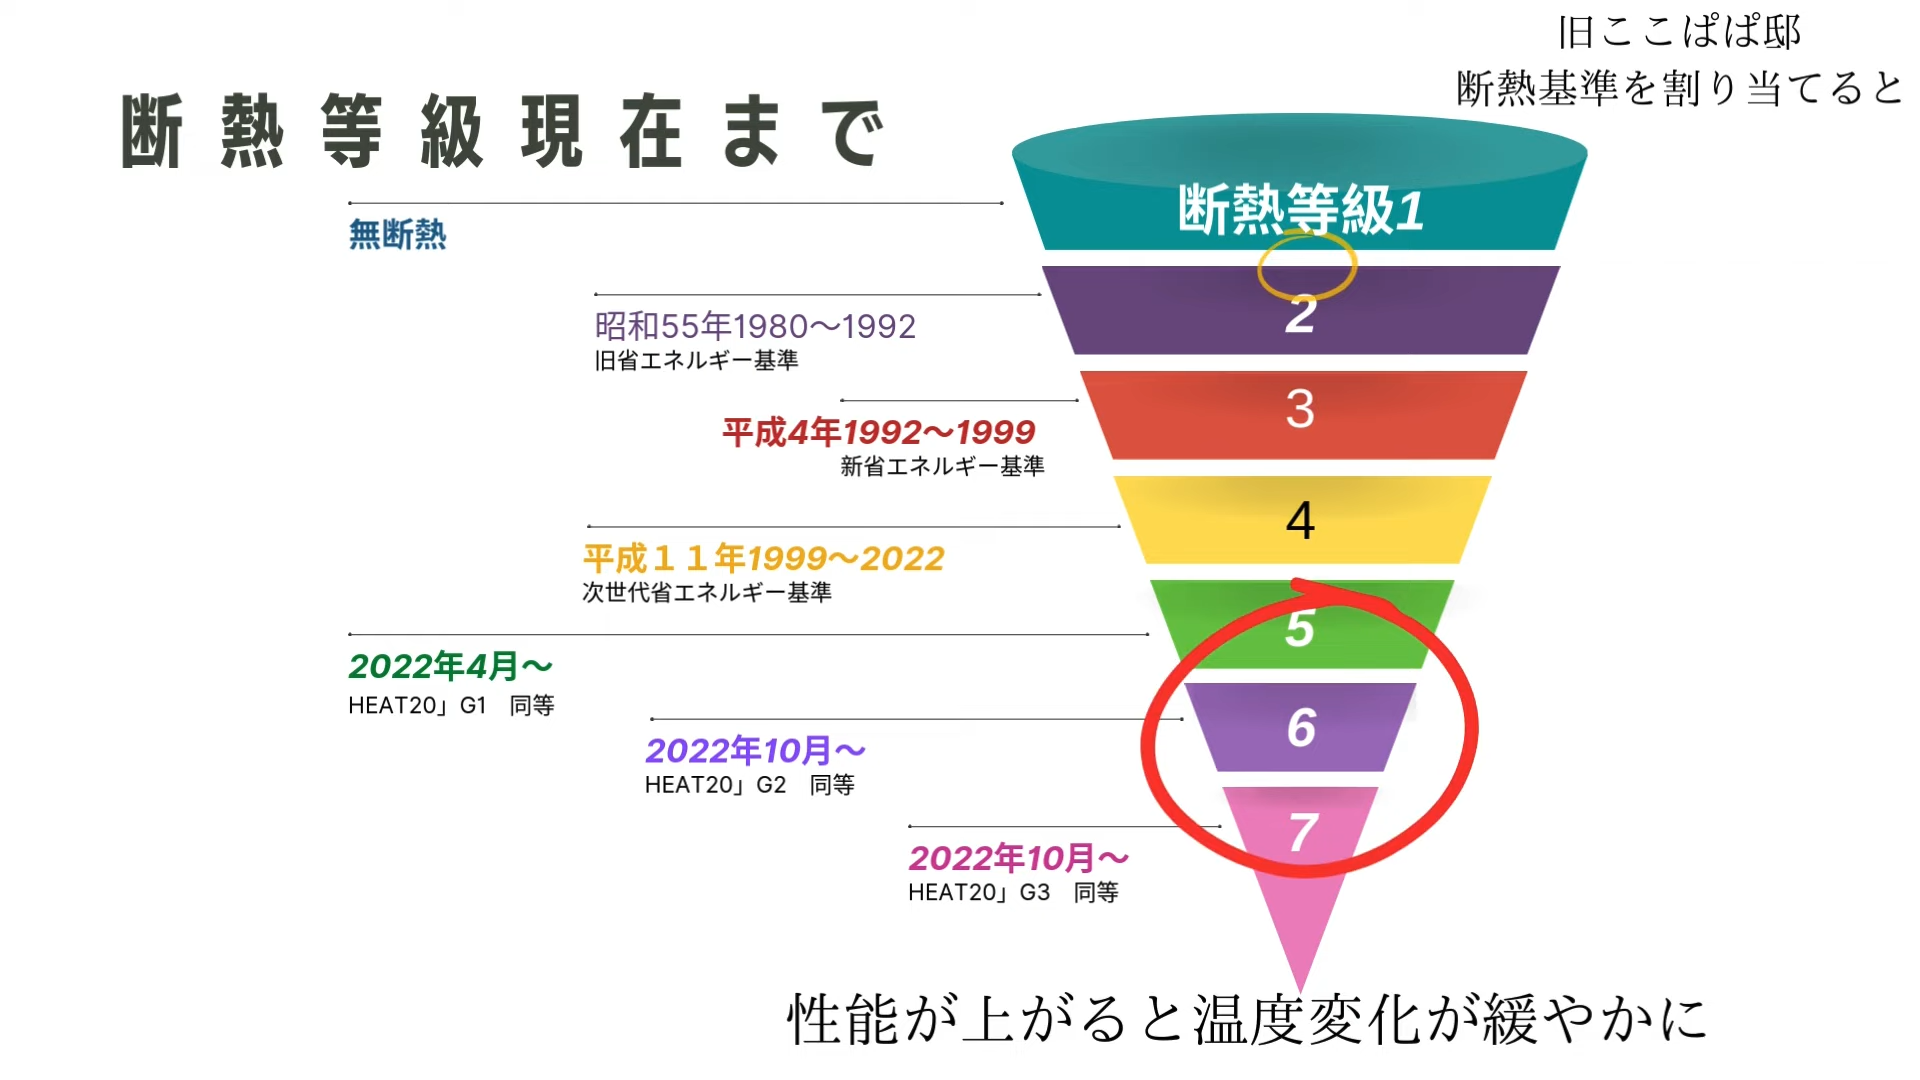 旧ここぱぱ邸
断熱基準を割り当てると
断熱等級現在まで
断熱等級1
無断熱
2
昭和55年1980～1992
旧省エネルギー基準
3
平成4年1992～1999
新省エネルギー基準
4
平成１１年1999～2022
次世代省エネルギー基準
5
2022年4月～
HEAT20」G1　同等
6
2022年10月～
HEAT20」G2　同等
7
2022年10月～
HEAT20」G3　同等
性能が上がると温度変化が緩やかに